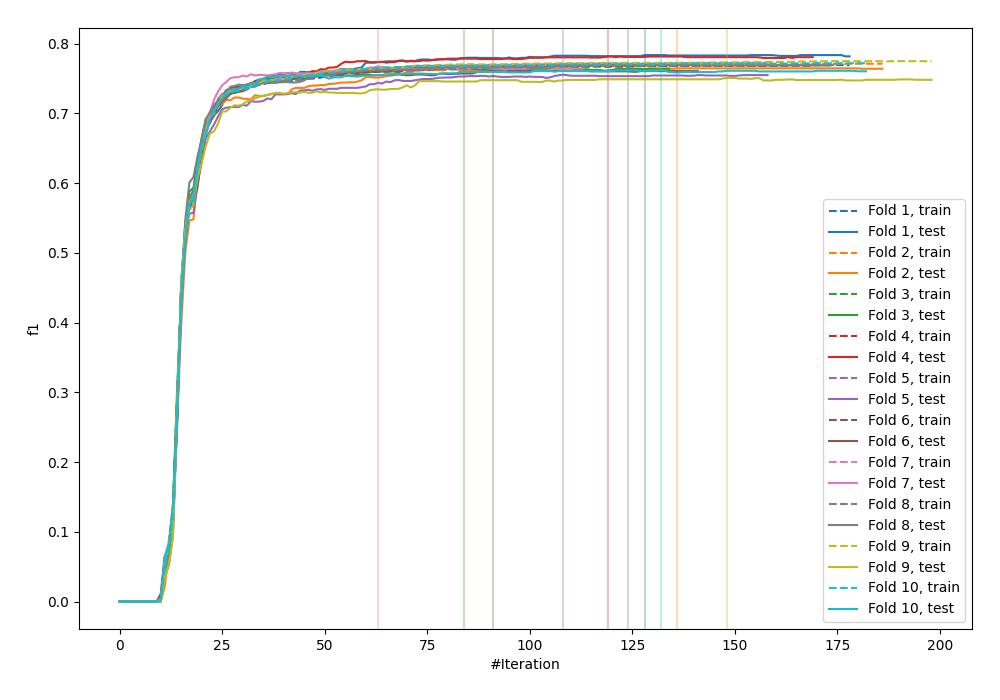 0.8
0.7
0.6
0.5
0.4
0.3
0.2
0.1
0.0
f1
0 25 50 75 100 125 150 175 200
#Iteration
Fold 1, train
Fold 1, test
Fold 2, train
Fold 2, test
Fold 3, train
Fold 3, test
Fold 4, train
Fold 4, test
Fold 5, train
Fold 5, test
Fold 6, train
Fold 6, test
Fold 7, train
Fold 7, test
Fold 8, train
Fold 8, test
Fold 9, train
Fold 9, test
Fold 10, train
Fold 10, test